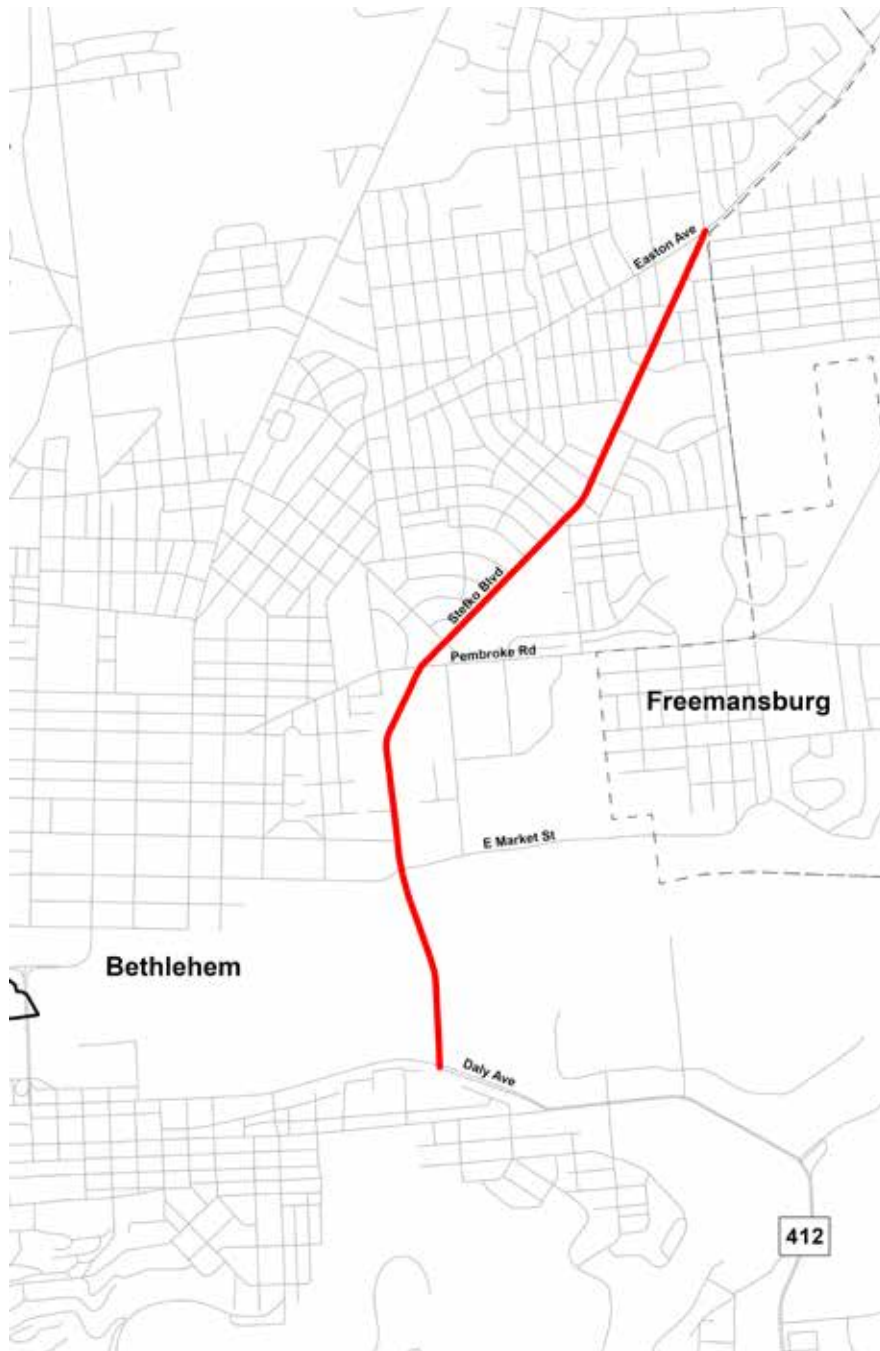 Easton Ave
Stefko Blvd
Pembroke Rd
Freemansburg
E Market St
Bethlehem
Daly Ave
412